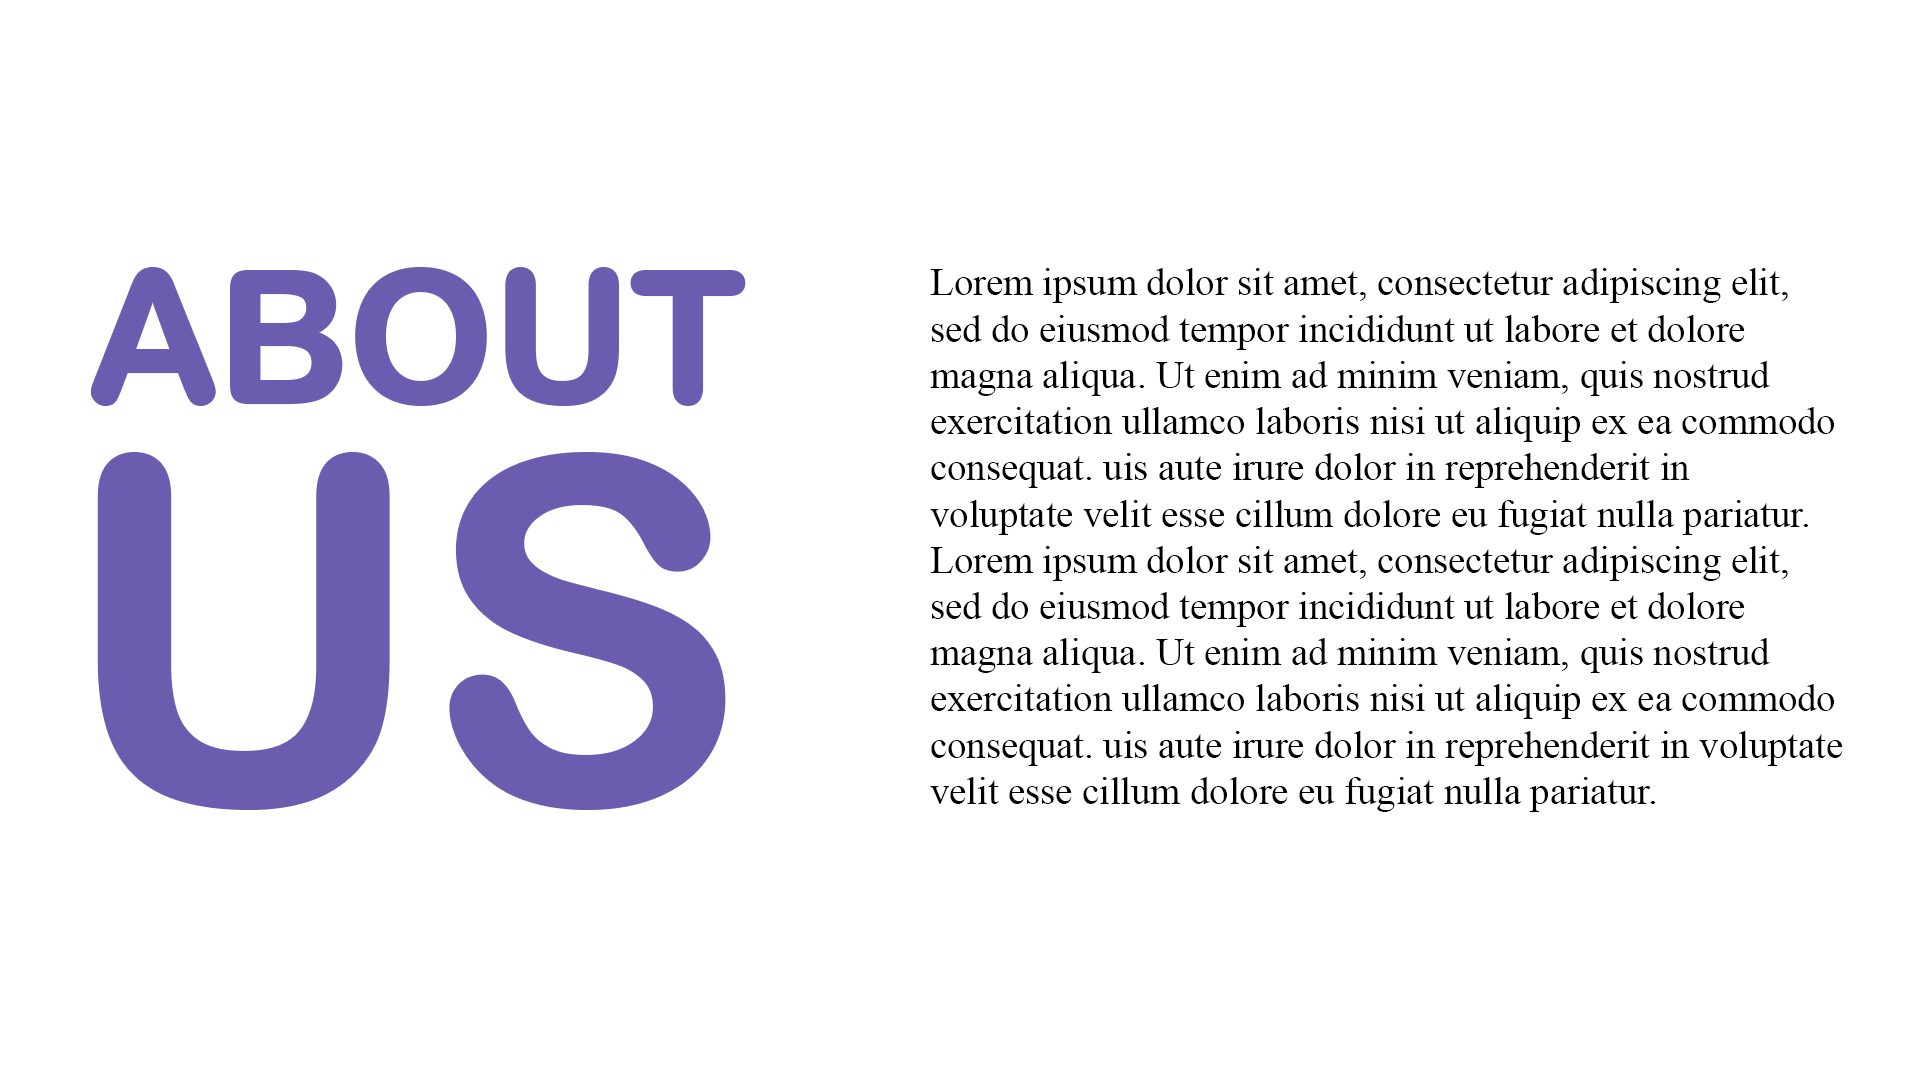 ABOUT
US
Lorem ipsum dolor sit amet, consectetur adipiscing elit,
sed do eiusmod tempor incididunt ut labore et dolore
magna aliqua. Ut enim ad minim veniam, quis nostrud
exercitation ullamco laboris nisi ut aliquip ex ea commodo
consequat. uis aute irure dolor in reprehenderit in
voluptate velit esse cillum dolore eu fugiat nulla pariatur.
Lorem ipsum dolor sit amet, consectetur adipiscing elit,
sed do eiusmod tempor incididunt ut labore et dolore
magna aliqua. Ut enim ad minim veniam, quis nostrud
exercitation ullamco laboris nisi ut aliquip ex ea commodo
consequat. uis aute irure dolor in reprehenderit in voluptate
velit esse cillum dolore eu fugiat nulla pariatur.